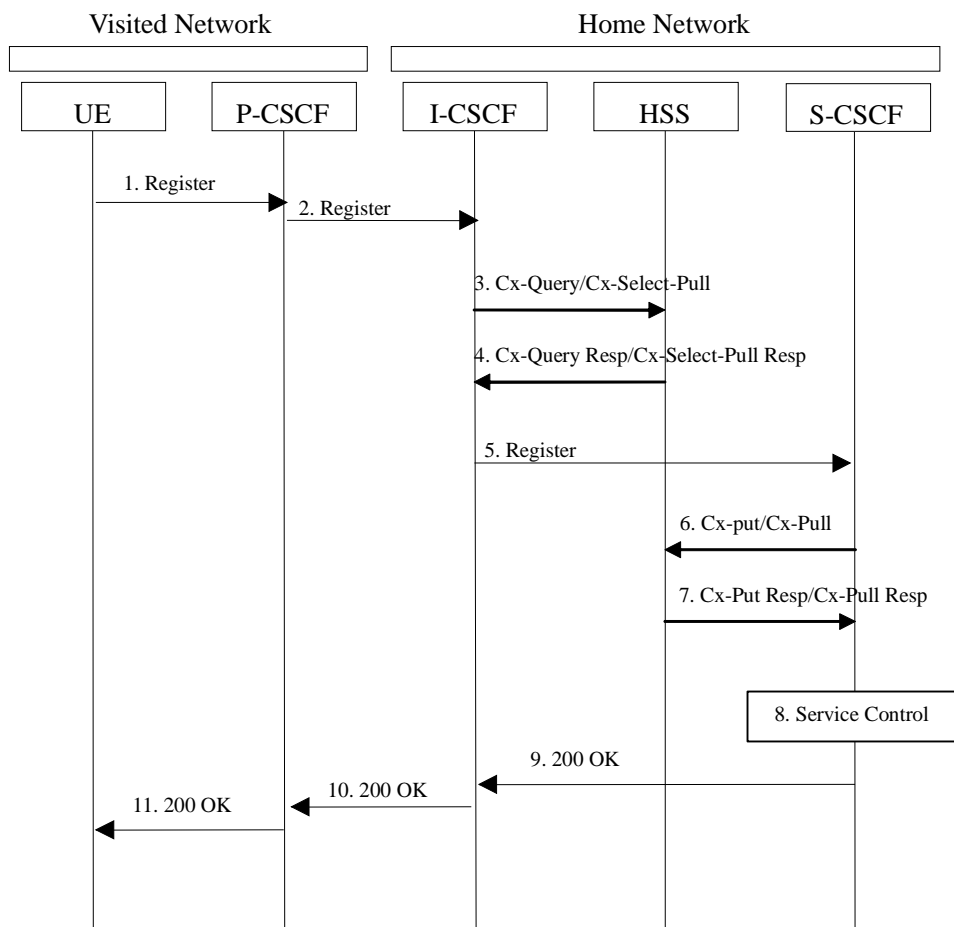 Visited Network
Home Network
UE
P-CSCF
I-CSCF
HSS
S-CSCF
1. Register
2. Register
3. Cx-Query/Cx-Select-Pull
4. Cx-Query Resp/Cx-Select-Pull Resp
5. Register
6. Cx-put/Cx-Pull
7. Cx-Put Resp/Cx-Pull Resp
8. Service Control
9. 200 OK
10. 200 OK
11. 200 OK